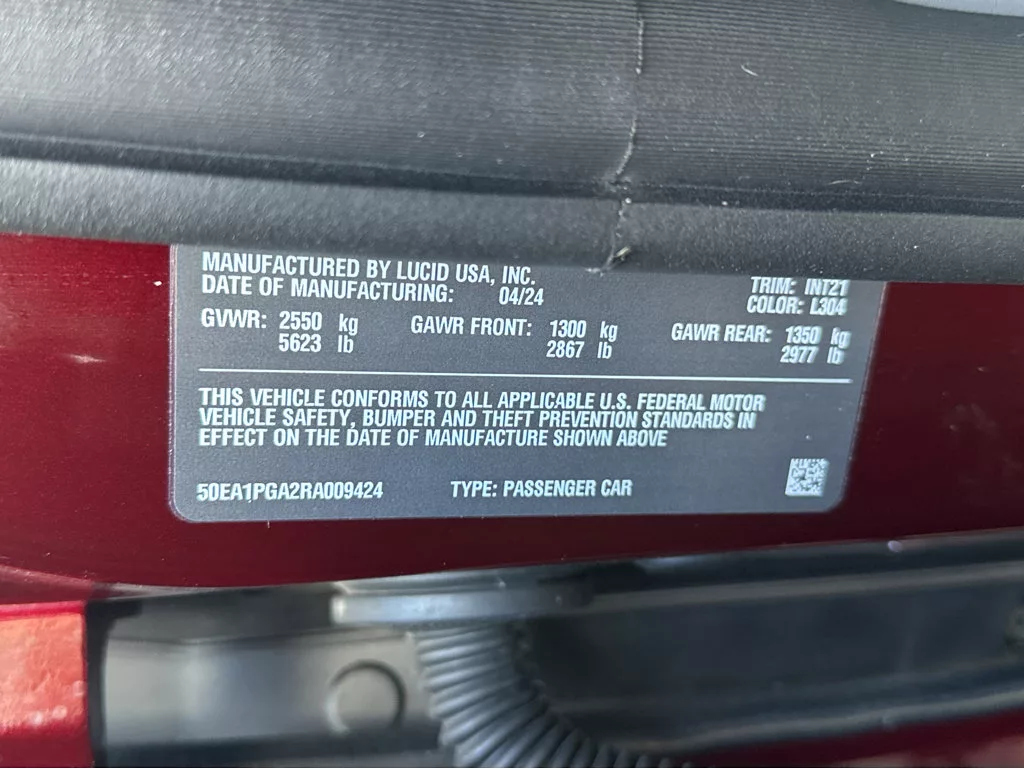 MANUFACTURED BY LUCID USA, INC.
DATE OF MANUFACTURING: 04/24
TRIM: INT21
COLOR: L304
GVWR: 2550 kg GAWR FRONT: 1300 kg GAWR REAR: 1350 kg
5623 lb 2867 lb 2977 lb
THIS VEHICLE CONFORMS TO ALL APPLICABLE U.S. FEDERAL MOTOR
VEHICLE SAFETY, BUMPER AND THEFT PREVENTION STANDARDS IN
EFFECT ON THE DATE OF MANUFACTURE SHOWN ABOVE
50EA1PGA2RA009424 TYPE: PASSENGER CAR